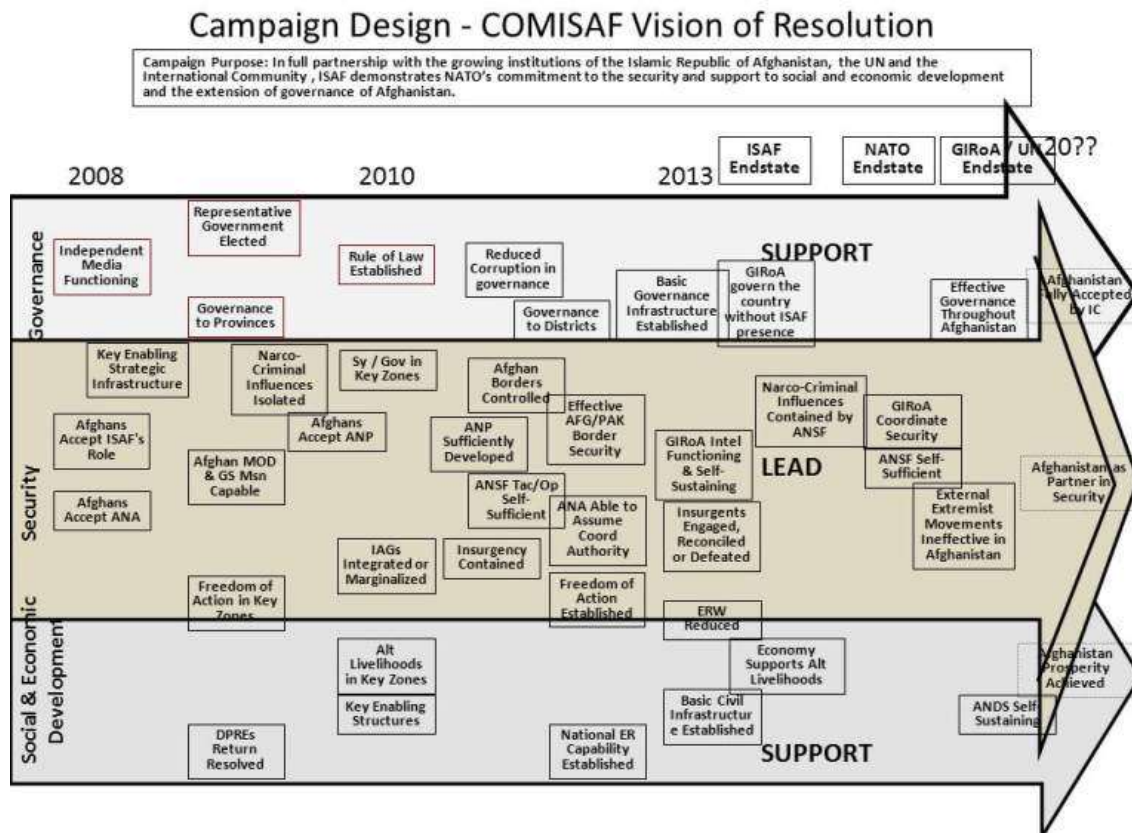 Campaign Design - COMISAF Vision of Resolution
Campaign Purpose: In full partnership with the growing institutions of the Islamic Republic of Afghanistan, the UN and the
International Community , ISAF demonstrates NATO's commitment to the security and support to social and economic development
and the extension of governance of Afghanistan.
ISAF
Endstate
NATO
Endstate
GIRoA / UN
Endstate
20??
2008
2010
2013
Governance
Independent
Media
Functioning
Representative
Government
Elected
Governance
to Provinces
Rule of Law
Established
Reduced
Corruption in
governance
Governance
to Districts
Basic
Governance
Infrastructure
Established
SUPPORT
GIRoA
govern the
country
without ISAF
presence
Effective
Governance
Throughout
Afghanistan
Afghanistan
Fully Accepted
by IC
Security
Key Enabling
Strategic
Infrastructure
Afghans
Accept ISAF's
Role
Afghans
Accept ANA
Narco-
Criminal
Influences
Isolated
Afghan MOD
& GS Msn
Capable
Freedom of
Action in Key
Zones
Sy / Gov in
Key Zones
Afghans
Accept ANP
IAGs
Integrated or
Marginalized
Afghan
Borders
Controlled
ANP
Sufficiently
Developed
ANSF Tac/Op
Self-
Sufficient
Insurgency
Contained
Effective
AFG/PAK
Border
Security
ANA Able to
Assume
Coord
Authority
Freedom of
Action
Established
GIRoA Intel
Functioning
& Self-
Sustaining
Insurgents
Engaged,
Reconciled
or Defeated
ERW
Reduced
Narco-Criminal
Influences
Contained by
ANSF
LEAD
GIRoA
Coordinate
Security
ANSF Self-
Sufficient
External
Extremist
Movements
Ineffective in
Afghanistan
Afghanistan as
Partner in
Security
Social & Economic
Development
DPREs
Return
Resolved
Alt
Livelihoods
in Key Zones
Key Enabling
Structures
National ER
Capability
Established
Economy
Supports Alt
Livelihoods
Basic Civil
Infrastructur
e Established
SUPPORT
ANDS Self-
Sustaining
Afghanistan
Prosperity
Achieved